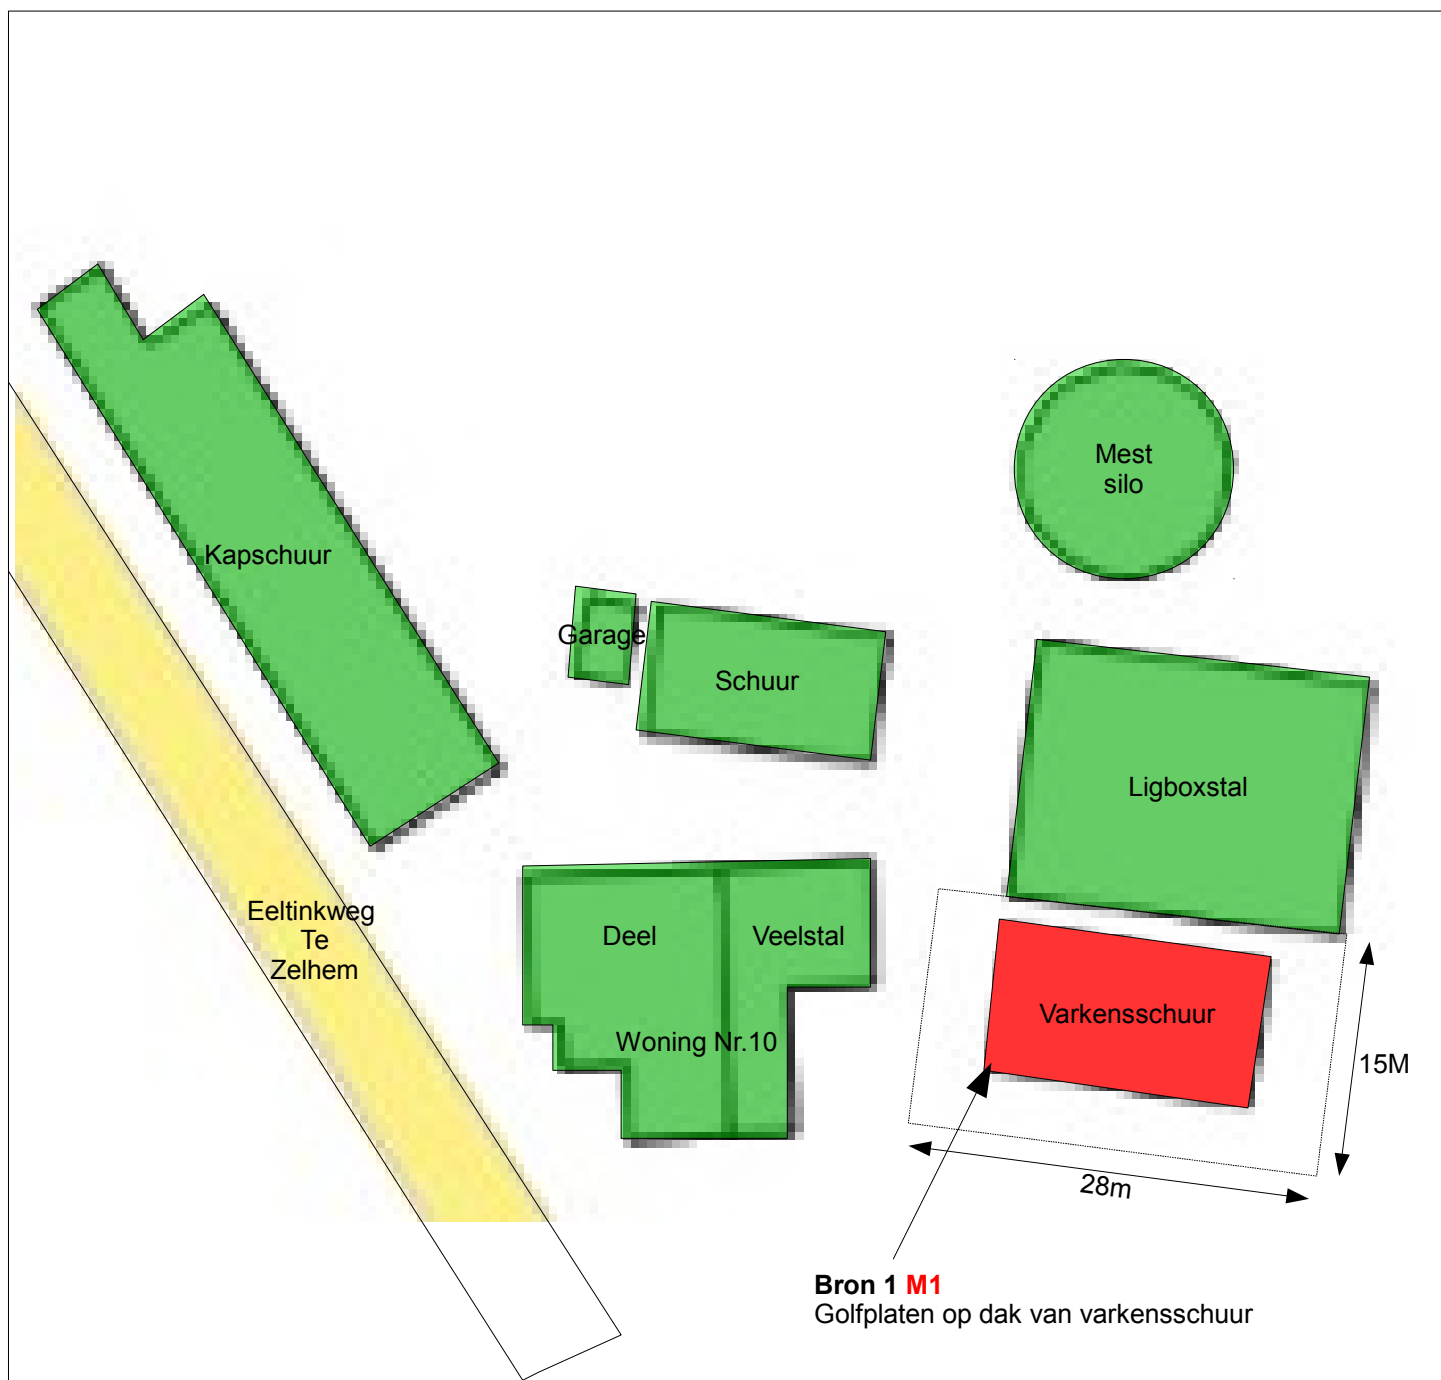 Mest
silo
Kapschuur
Garage
Schuur
Ligboxstal
Eeltinkweg
Te
Zelhem
Deel
Veelstal
Woning Nr.10
Varkensschuur
15M
28m
Bron 1 M1
Golfplaten op dak van varkensschuur